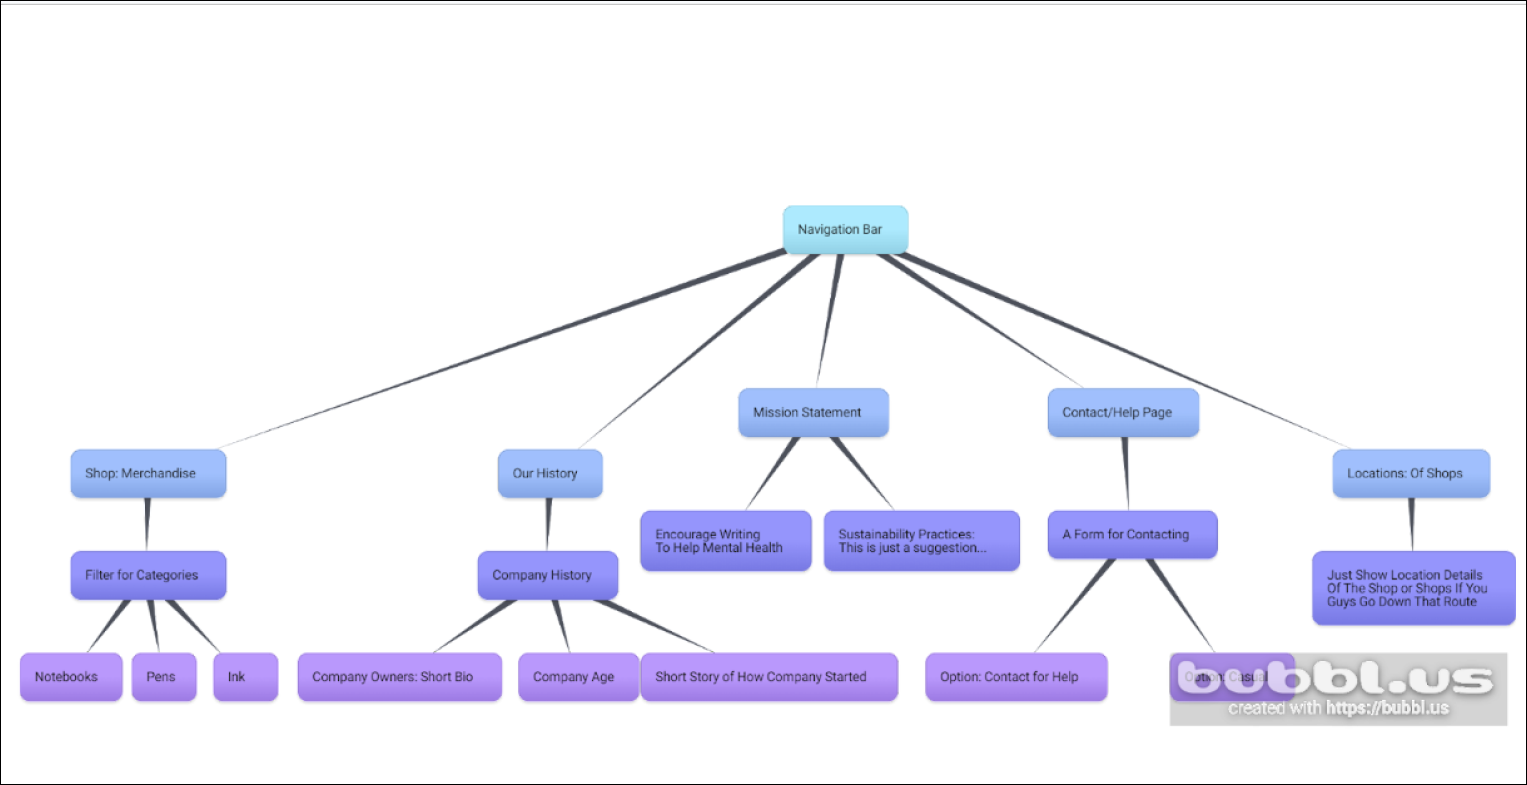 Navigation Bar
Mission Statement
Contact/Help Page
Shop: Merchandise
Our History
Locations: Of Shops
Encourage Writing
To Help Mental Health
Sustainability Practices:
This is just a suggestion...
A Form for Contacting
Filter for Categories
Company History
Just Show Location Details
Of The Shop or Shops If You
Guys Go Down That Route
Notebooks
Pens
Ink
Company Owners: Short Bio
Company Age
Short Story of How Company Started
Option: Contact for Help
Option: Casual
bubbl.us
created with https://bubbl.us